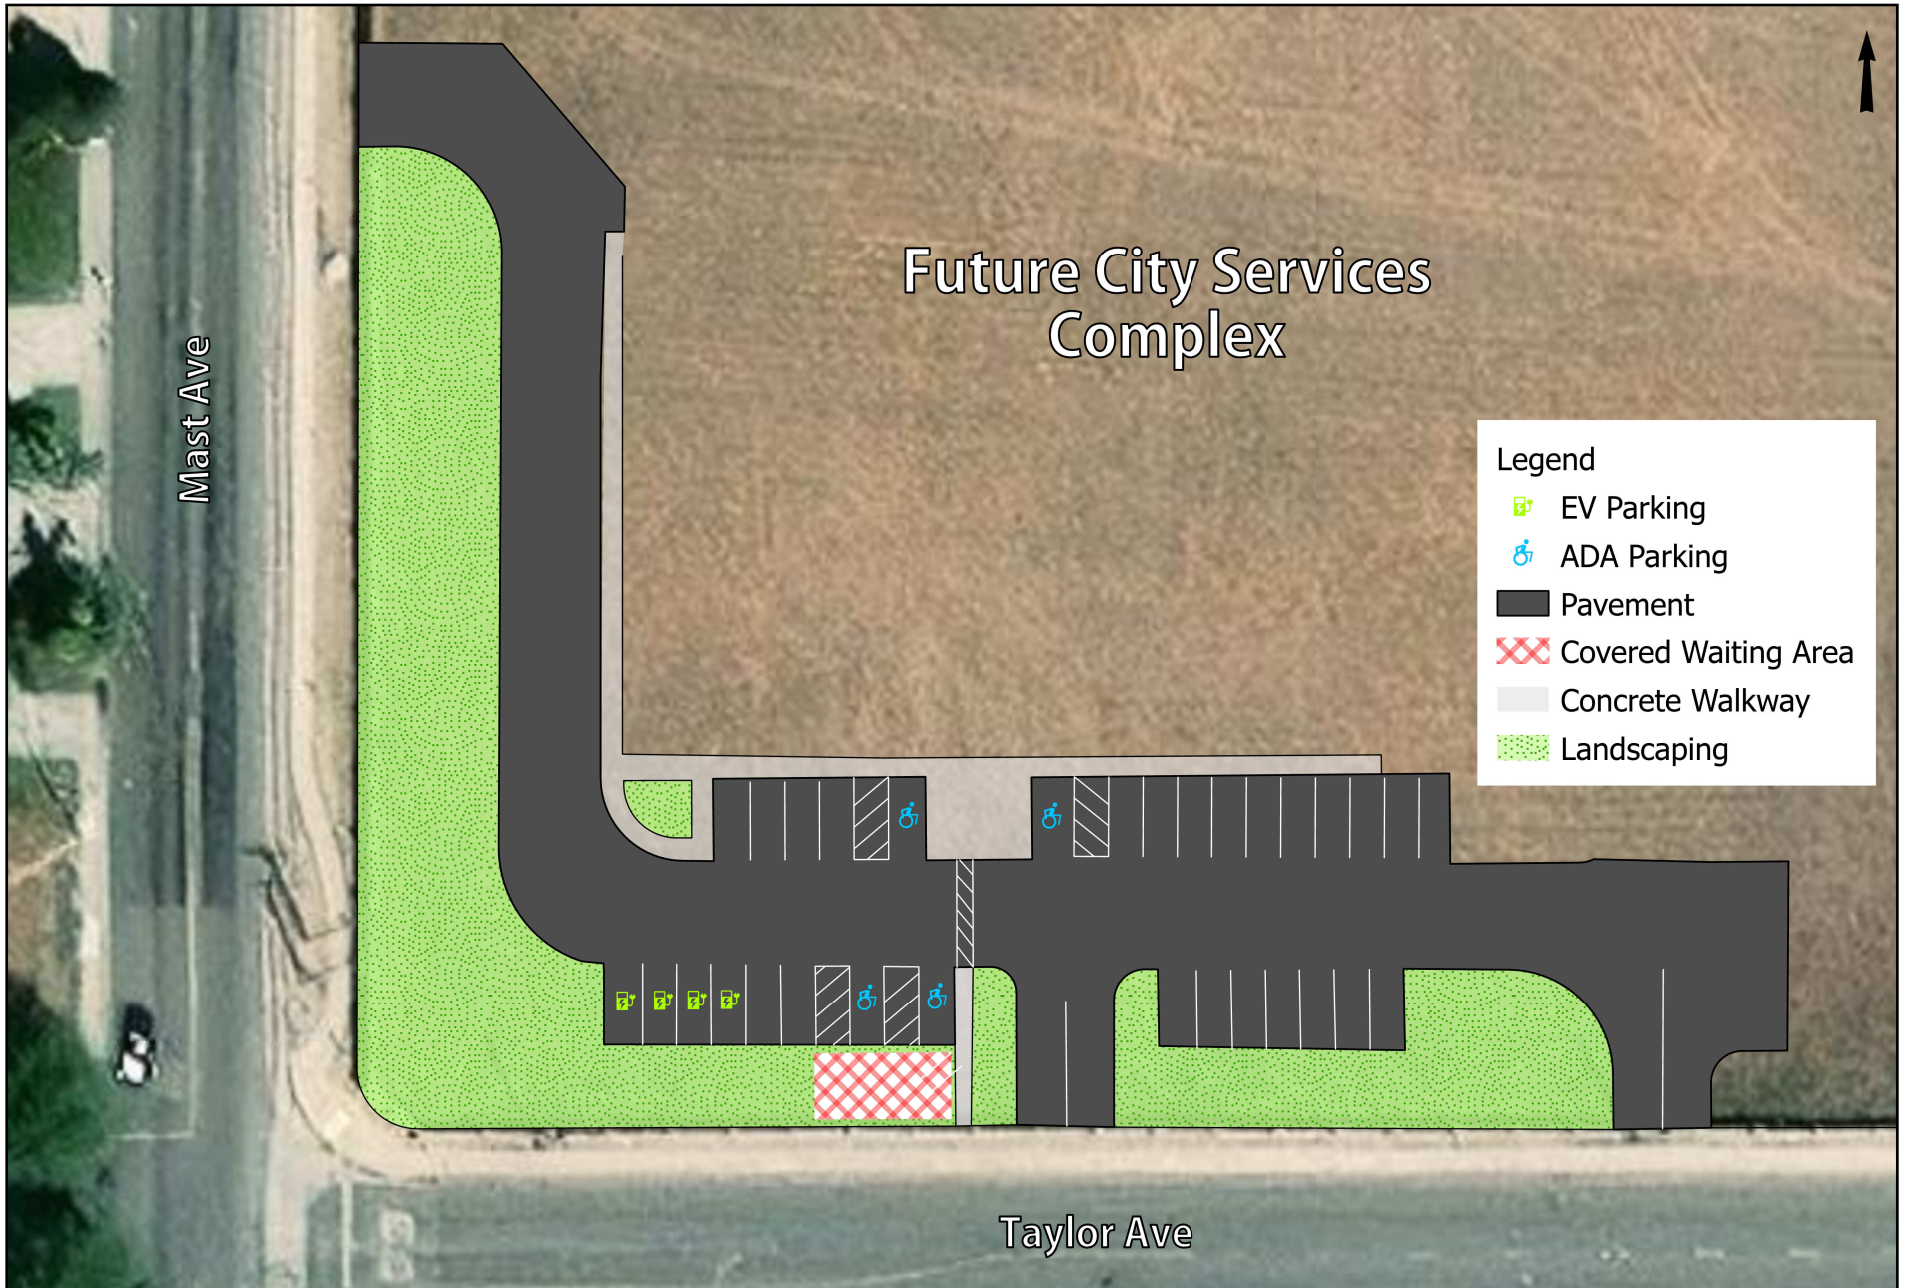 Future City Services
Complex
Mast Ave
Legend
EV Parking
ADA Parking
Pavement
Covered Waiting Area
Concrete Walkway
Landscaping
Taylor Ave